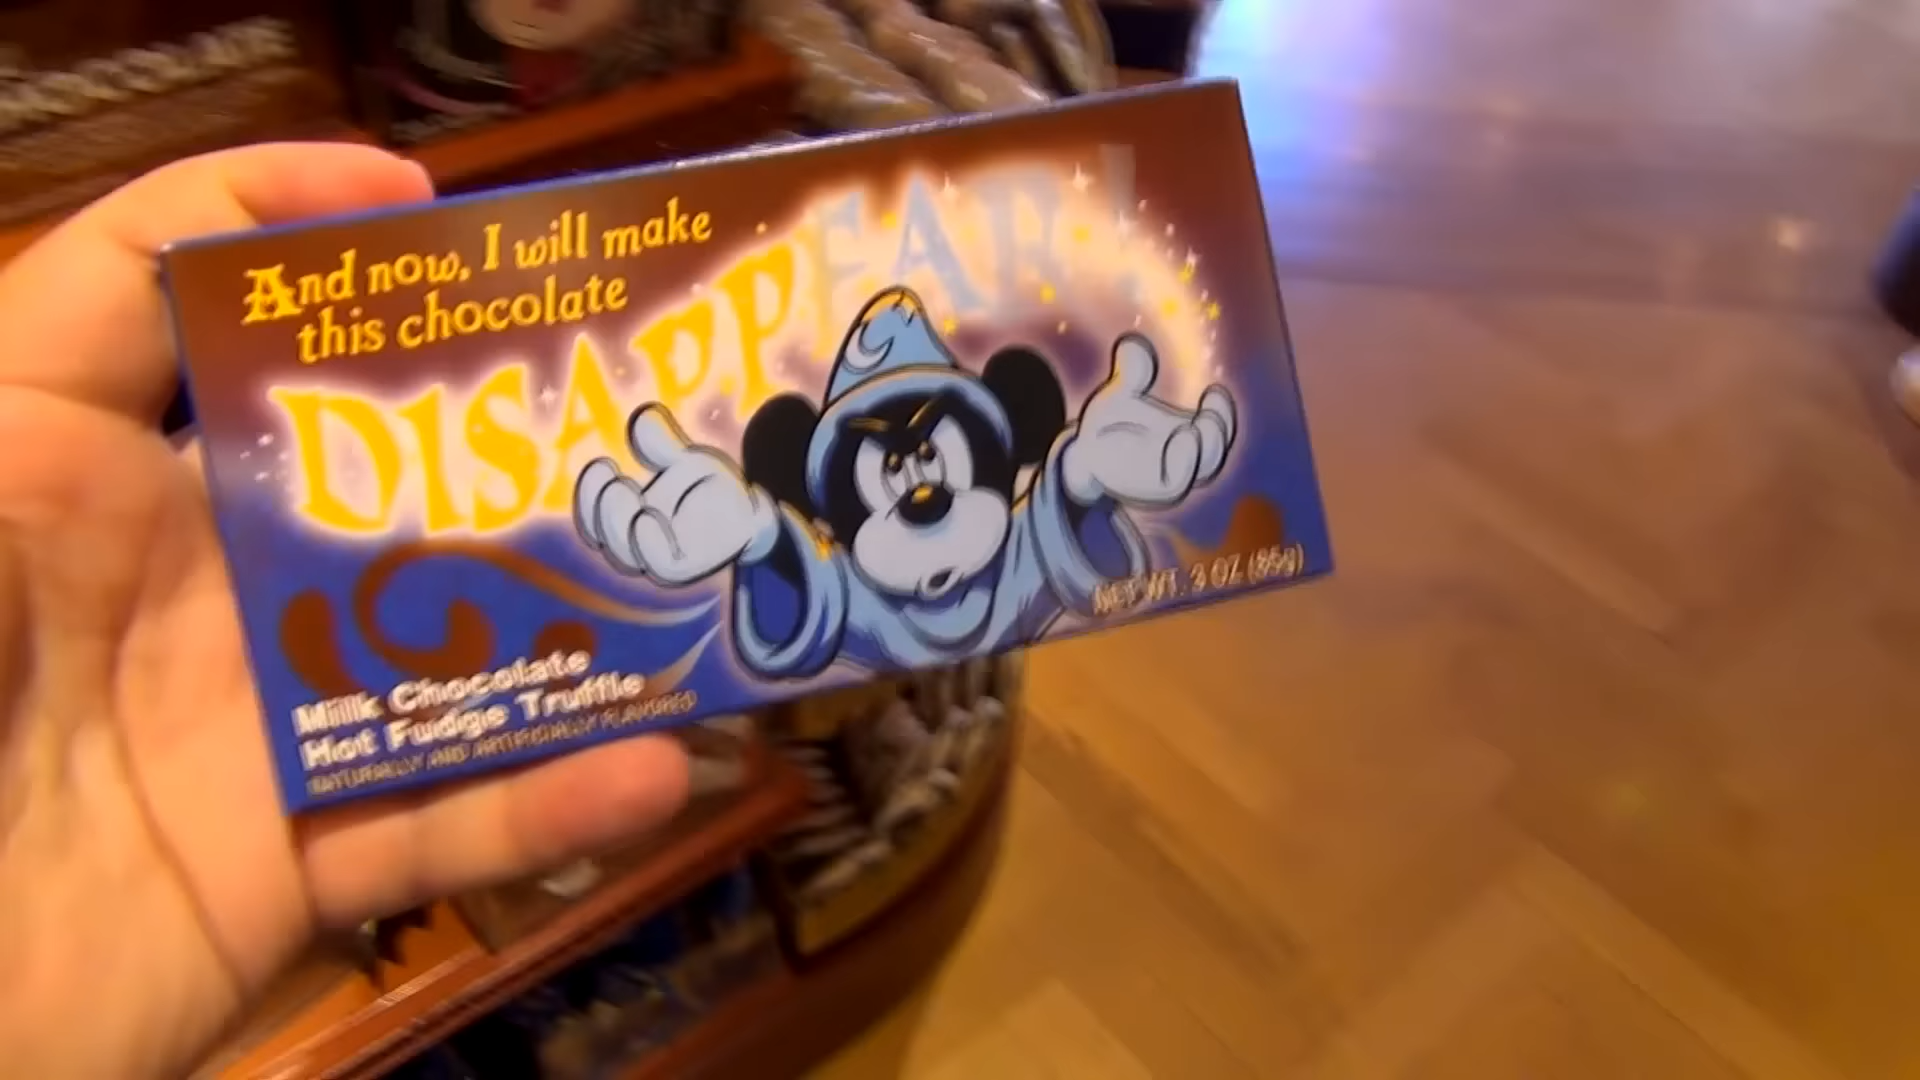 And now, I will make
this chocolate
DISAPPEAR!
Milk Chocolate
Hot Fudge Truffle
NATURALLY AND ARTIFICIALLY FLAVORED
NET WT. 3 OZ (85g)